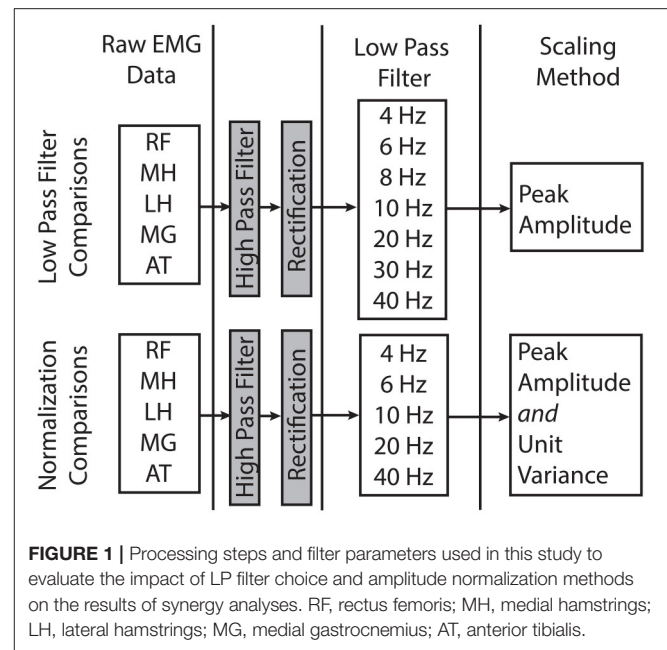 Raw EMG
Data
Low Pass
Filter
Scaling
Method
Low Pass Filter
Comparisons
RF
MH
LH
MG
AT
High Pass Filter
Rectification
4 Hz
6 Hz
8 Hz
10 Hz
20 Hz
30 Hz
40 Hz
Peak
Amplitude
Normalization
Comparisons
RF
MH
LH
MG
AT
High Pass Filter
Rectification
4 Hz
6 Hz
10 Hz
20 Hz
40 Hz
Peak
Amplitude
and
Unit
Variance
FIGURE 1 | Processing steps and filter parameters used in this study to
evaluate the impact of LP filter choice and amplitude normalization methods
on the results of synergy analyses. RF, rectus femoris; MH, medial hamstrings;
LH, lateral hamstrings; MG, medial gastrocnemius; AT, anterior tibialis.